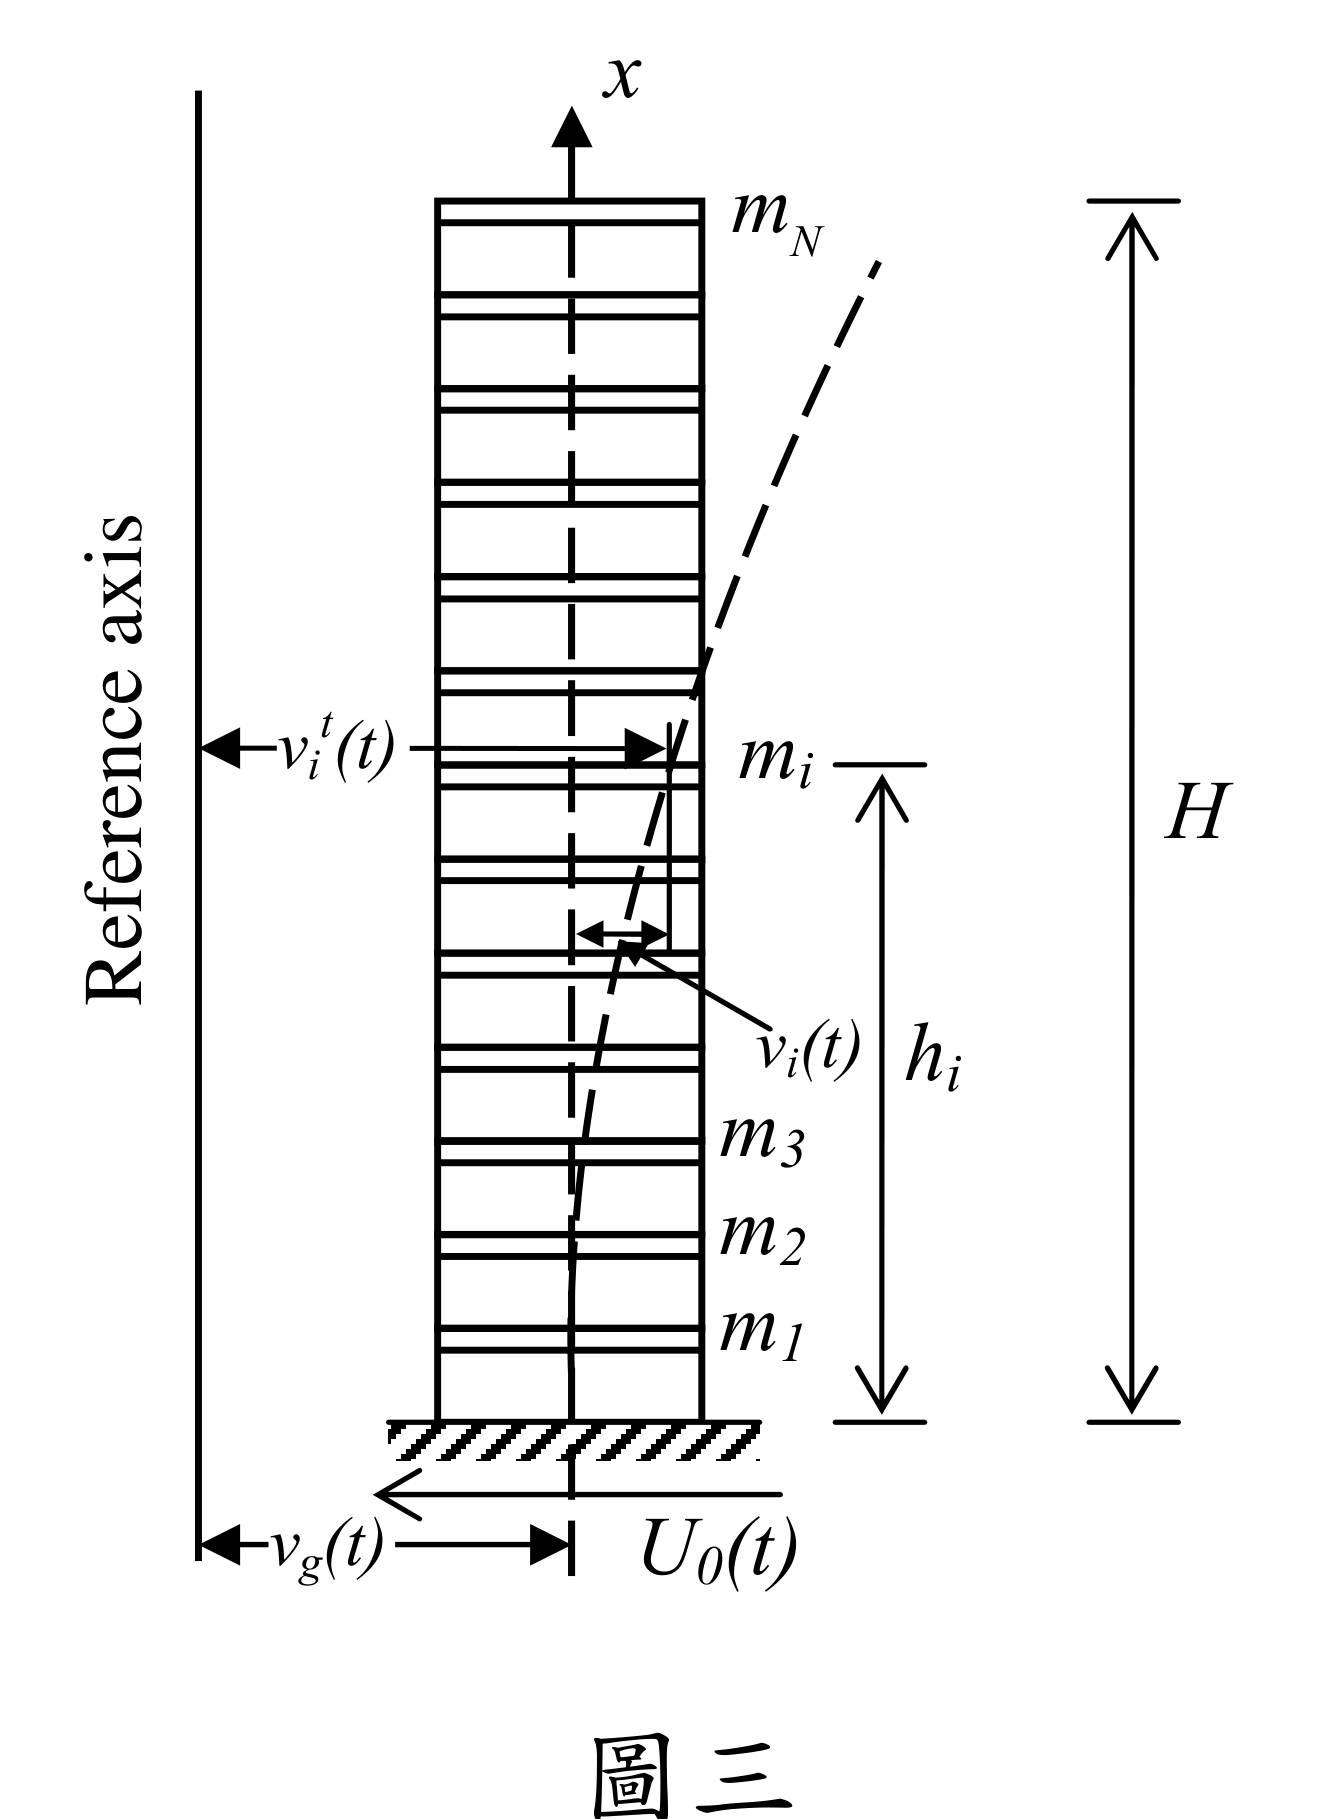 x
m_N
Reference axis
v_i^t(t)
m_i
H
v_i(t)
h_i
m_3
m_2
m_1
v_g(t)
U_0(t)
圖三